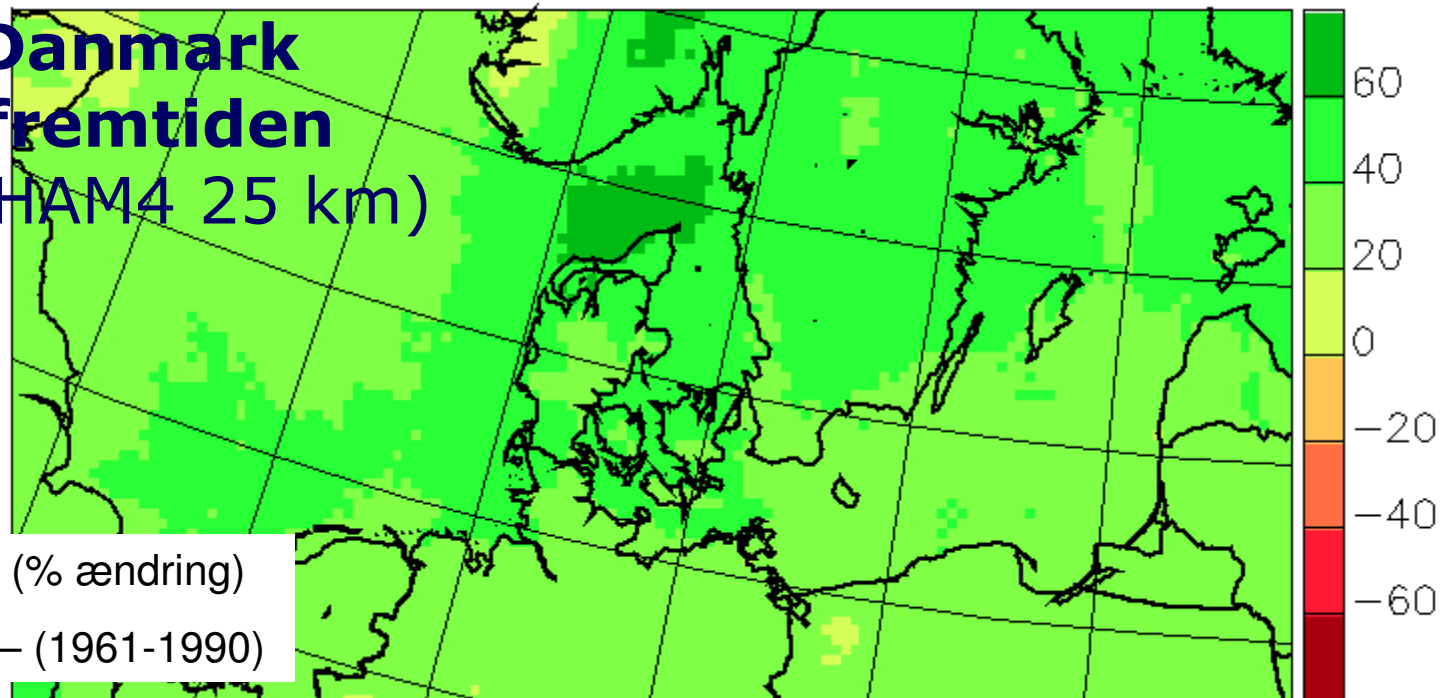 Danmark
fremtiden
HAM4 25 km)
(% ændring)
– (1961-1990)
60
40
20
0
−20
−40
−60